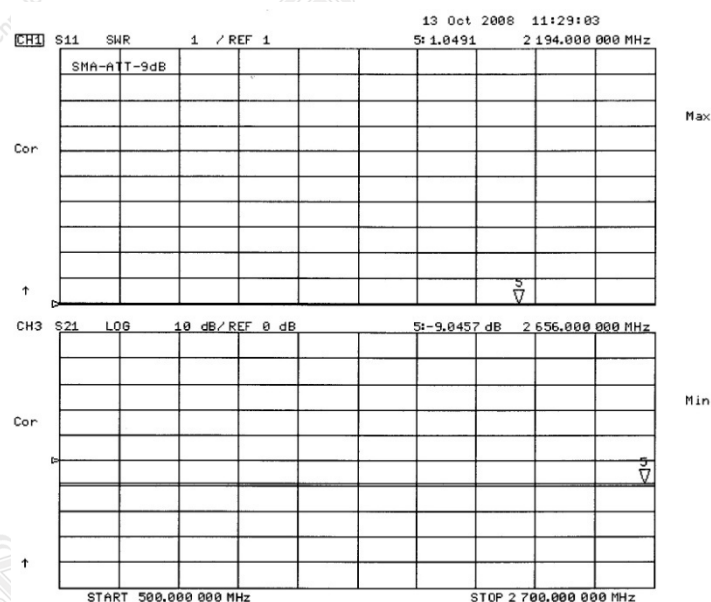 13 Oct 2008 11:29:03
CH1 S11 SWR 1 / REF 1 5: 1.0491 2 194.000 000 MHz
SMA-ATT-9dB
Max
Cor
5
↑
CH3 S21 LOG 10 dB/ REF 0 dB 5:-9.0457 dB 2 656.000 000 MHz
Min
Cor
5
↑
START 500.000 000 MHz STOP 2 700.000 000 MHz